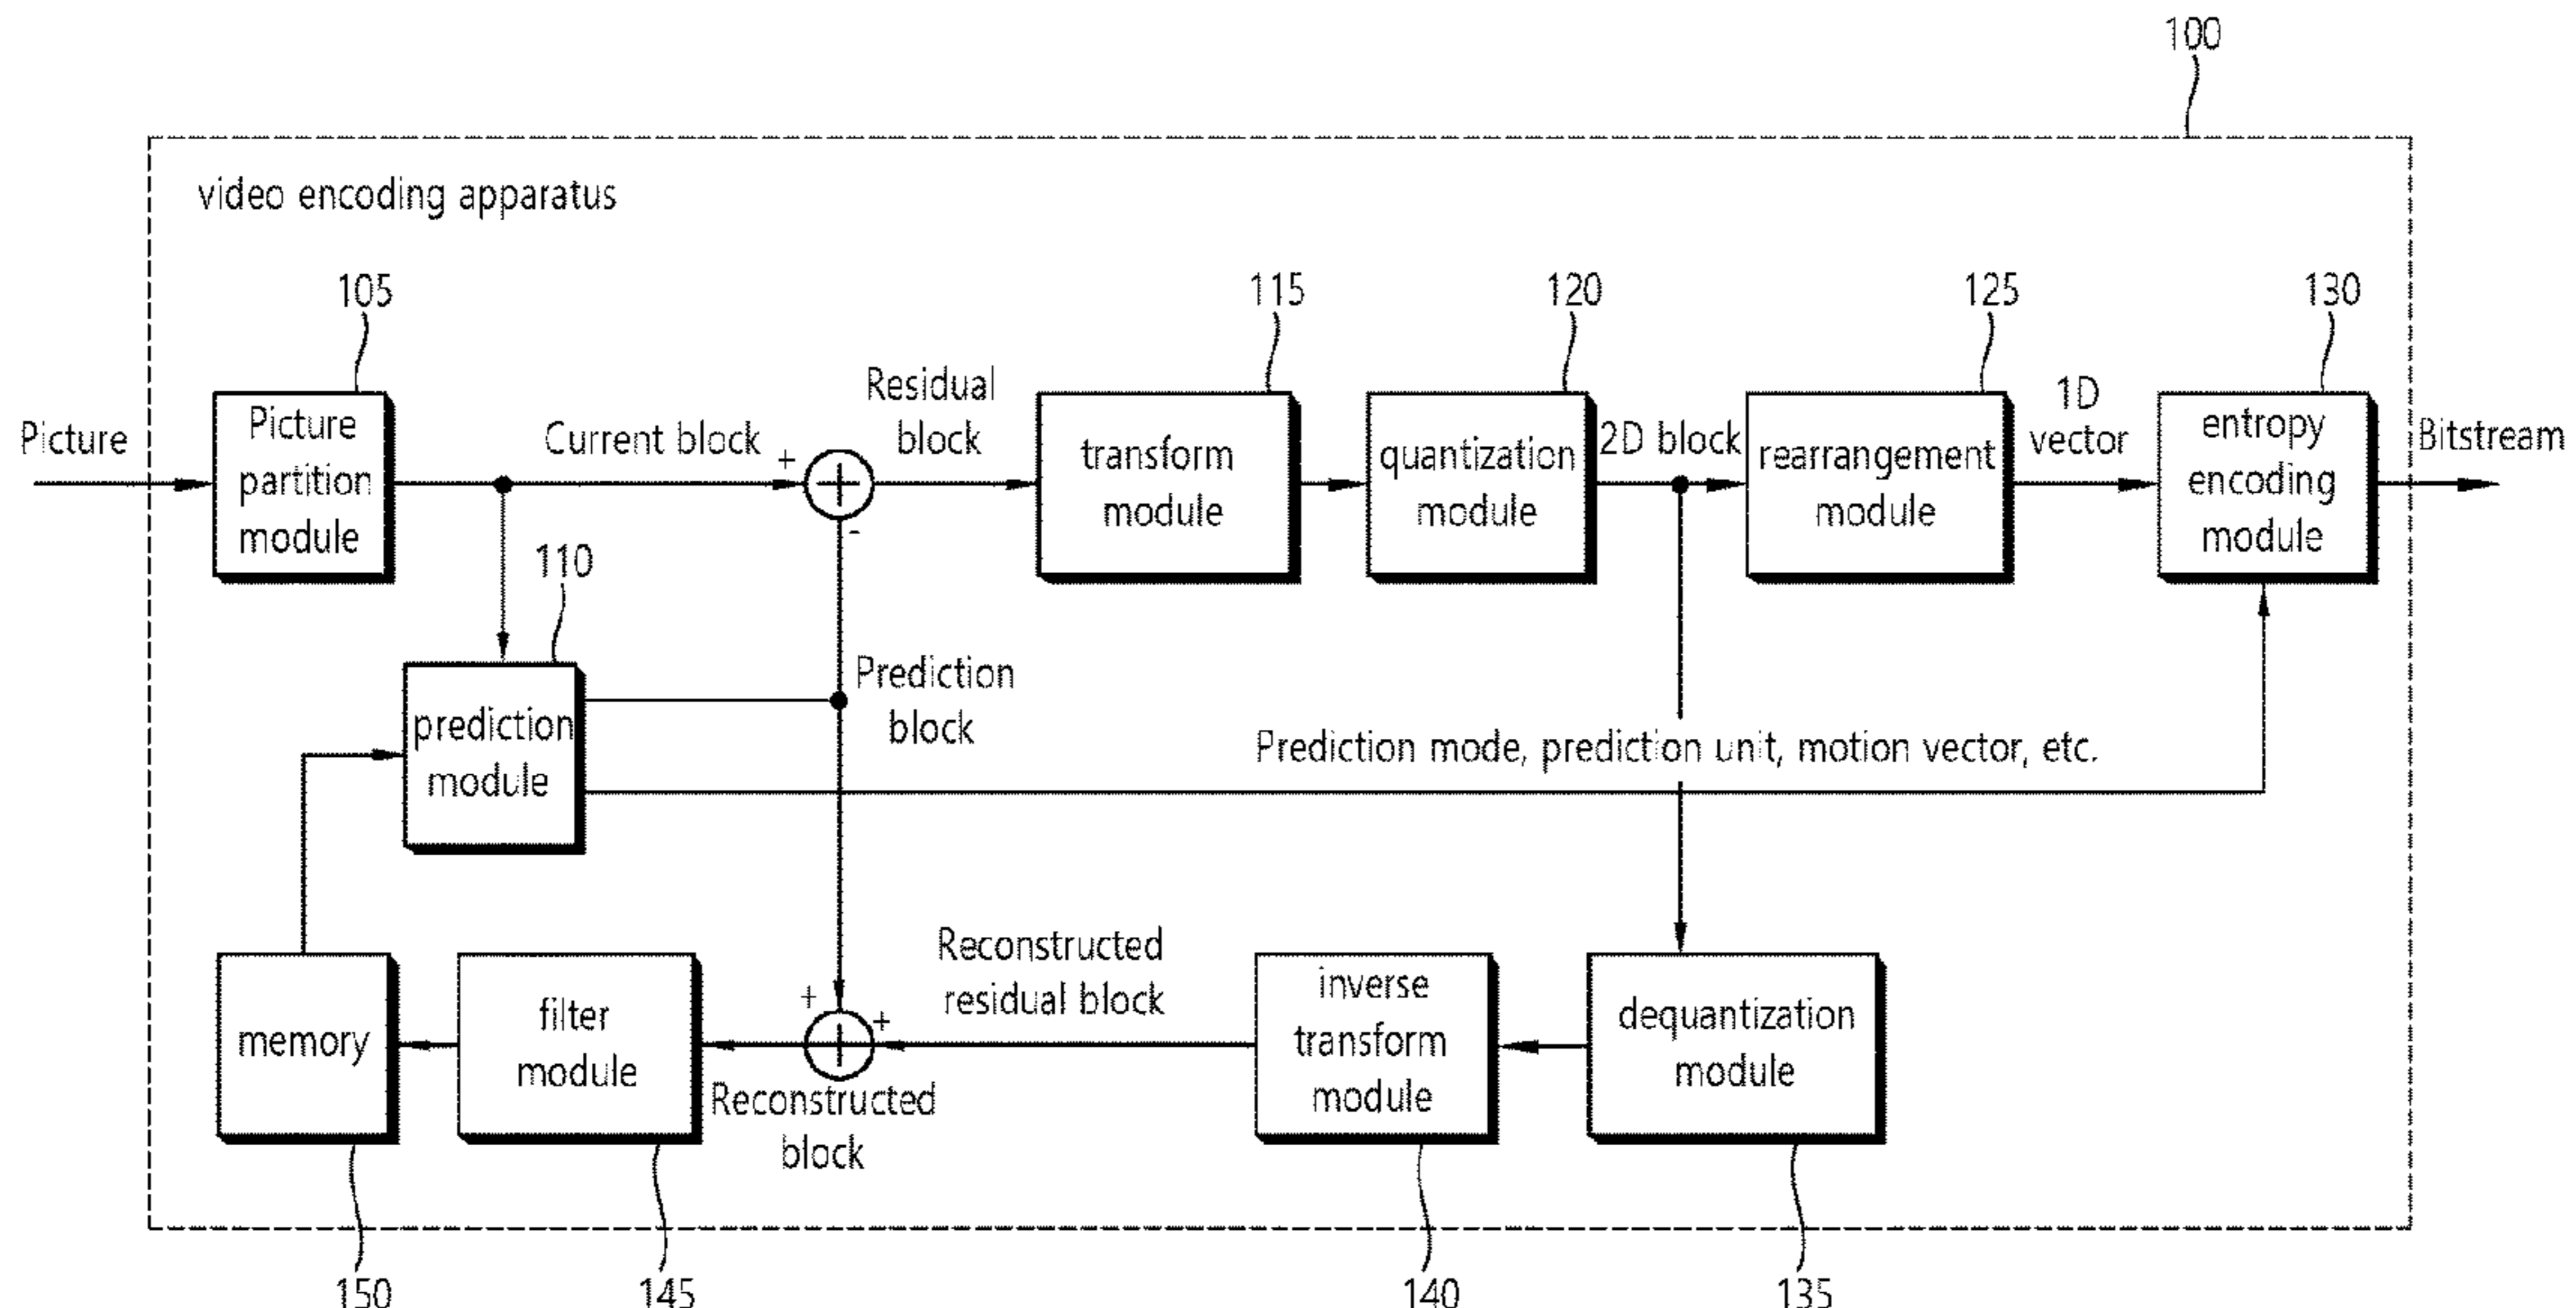 100
video encoding apparatus
105
115
120
125
130
Picture
Picture
partition
module
Current block
+
-
Residual
block
transform
module
quantization
module
2D block
rearrangement
module
1D
vector
entropy
encoding
module
Bitstream
110
prediction
module
Prediction
block
Prediction mode, prediction unit, motion vector, etc.
memory
filter
module
+
+
Reconstructed
block
Reconstructed
residual block
inverse
transform
module
dequantization
module
150
145
140
135